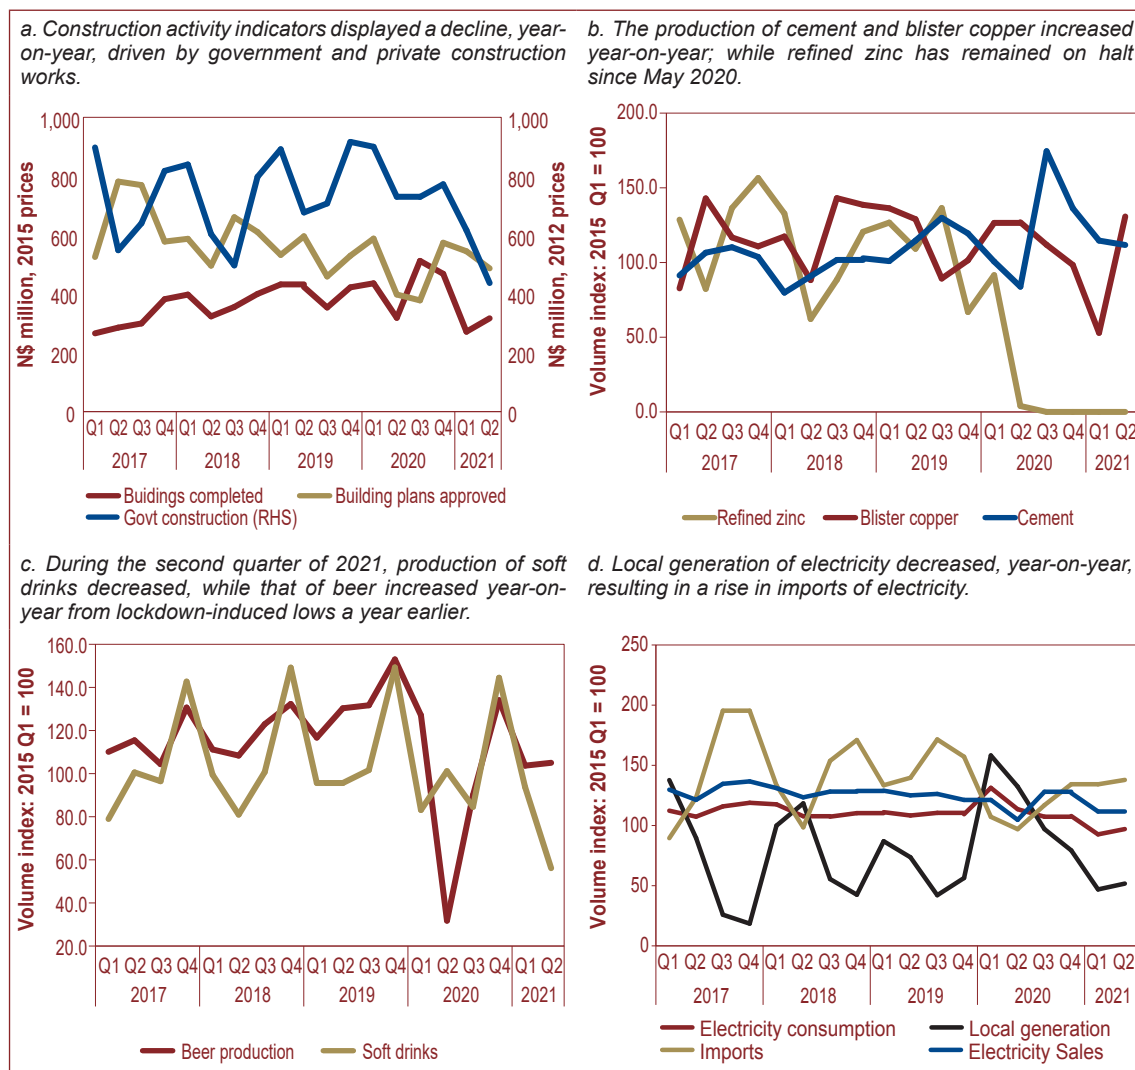 a. Construction activity indicators displayed a decline, year-
on-year, driven by government and private construction
works.
N$ million, 2015 prices
1,000
800
600
400
200
0
N$ million, 2012 prices
1,000
800
600
400
200
0
Q1 Q2 Q3 Q4 Q1 Q2 Q3 Q4 Q1 Q2 Q3 Q4 Q1 Q2 Q3 Q4 Q1 Q2
2017 2018 2019 2020 2021
Buidings completed Building plans approved
Govt construction (RHS)
b. The production of cement and blister copper increased
year-on-year; while refined zinc has remained on halt
since May 2020.
Volume index: 2015 Q1 = 100
200.0
150.0
100.0
50.0
0.0
Q1 Q2 Q3 Q4 Q1 Q2 Q3 Q4 Q1 Q2 Q3 Q4 Q1 Q2 Q3 Q4 Q1 Q2
2017 2018 2019 2020 2021
Refined zinc Blister copper Cement
c. During the second quarter of 2021, production of soft
drinks decreased, while that of beer increased year-on-
year from lockdown-induced lows a year earlier.
Volume index: 2015 Q1 = 100
160.0
140.0
120.0
100.0
80.0
60.0
40.0
20.0
Q1 Q2 Q3 Q4 Q1 Q2 Q3 Q4 Q1 Q2 Q3 Q4 Q1 Q2 Q3 Q4 Q1 Q2
2017 2018 2019 2020 2021
Beer production Soft drinks
d. Local generation of electricity decreased, year-on-year,
resulting in a rise in imports of electricity.
Volume index: 2015 Q1 = 100
250
200
150
100
50
0
Q1 Q2 Q3 Q4 Q1 Q2 Q3 Q4 Q1 Q2 Q3 Q4 Q1 Q2 Q3 Q4 Q1 Q2
2017 2018 2019 2020 2021
Electricity consumption Local generation
Imports Electricity Sales